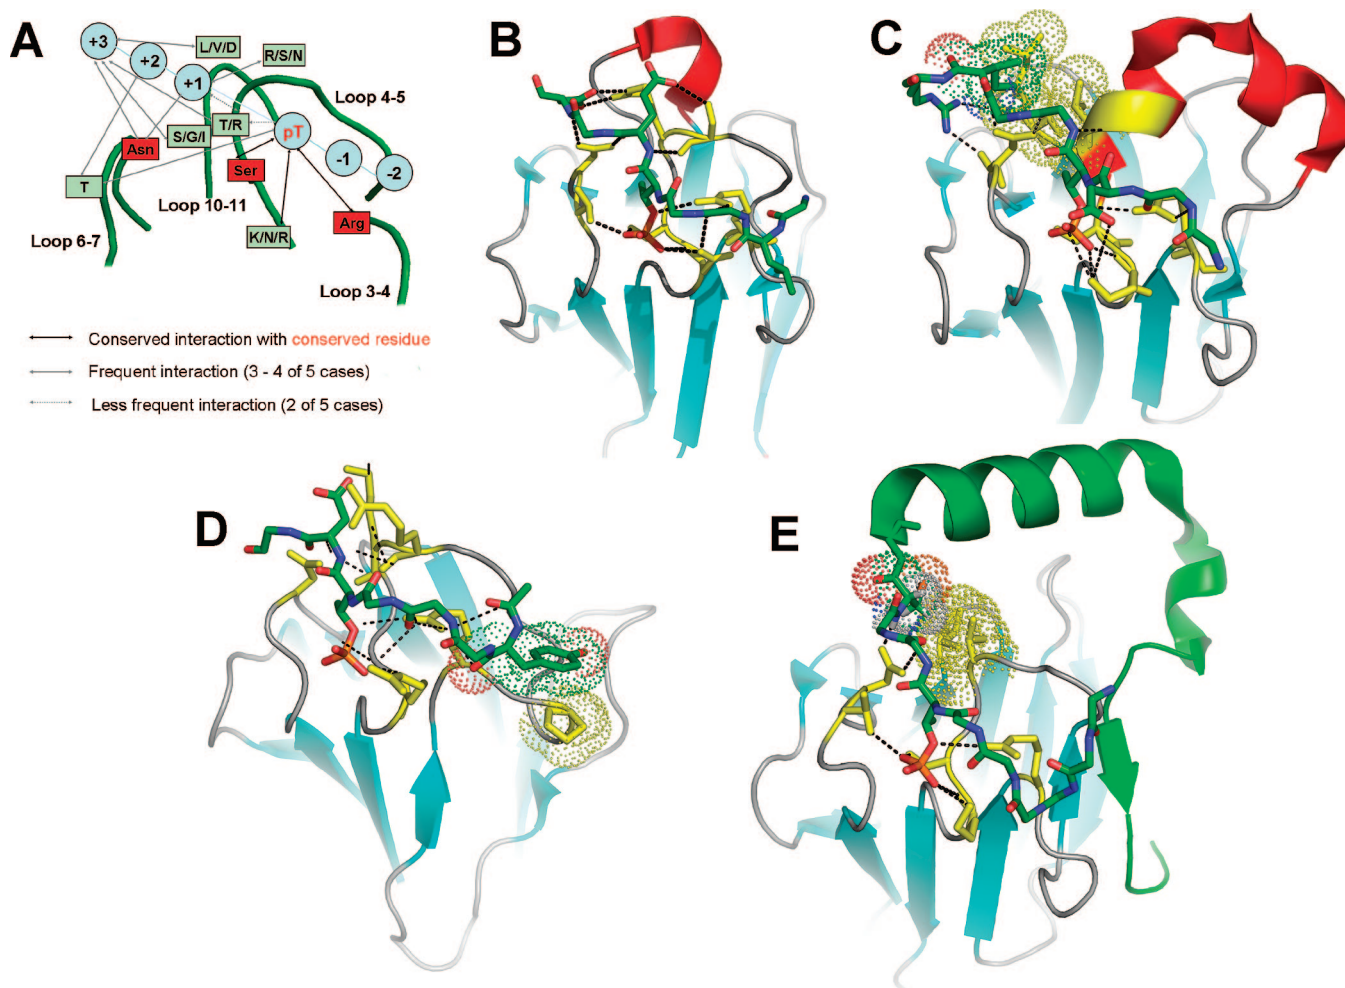 A
+3
L/V/D
+2
R/S/N
+1
Loop 4-5
T/R
pT
S/G/I
Asn
-1
Ser
-2
T
Loop 10-11
Arg
K/N/R
Loop 6-7
Loop 3-4
Conserved interaction with conserved residue
Frequent interaction (3 - 4 of 5 cases)
Less frequent interaction (2 of 5 cases)
B
C
D
E